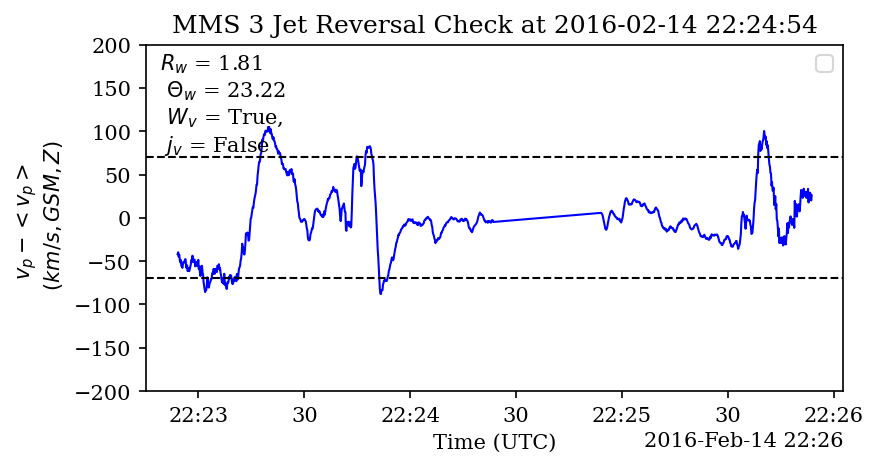 MMS 3 Jet Reversal Check at 2016-02-14 22:24:54
R_w = 1.81
Θ_w = 23.22
W_v = True,
j_v = False
200
150
100
50
0
−50
−100
−150
−200
v_p − < v_p >
(km/s, GSM, Z)
22:23 30 22:24 30 22:25 30 22:26
Time (UTC) 2016-Feb-14 22:26